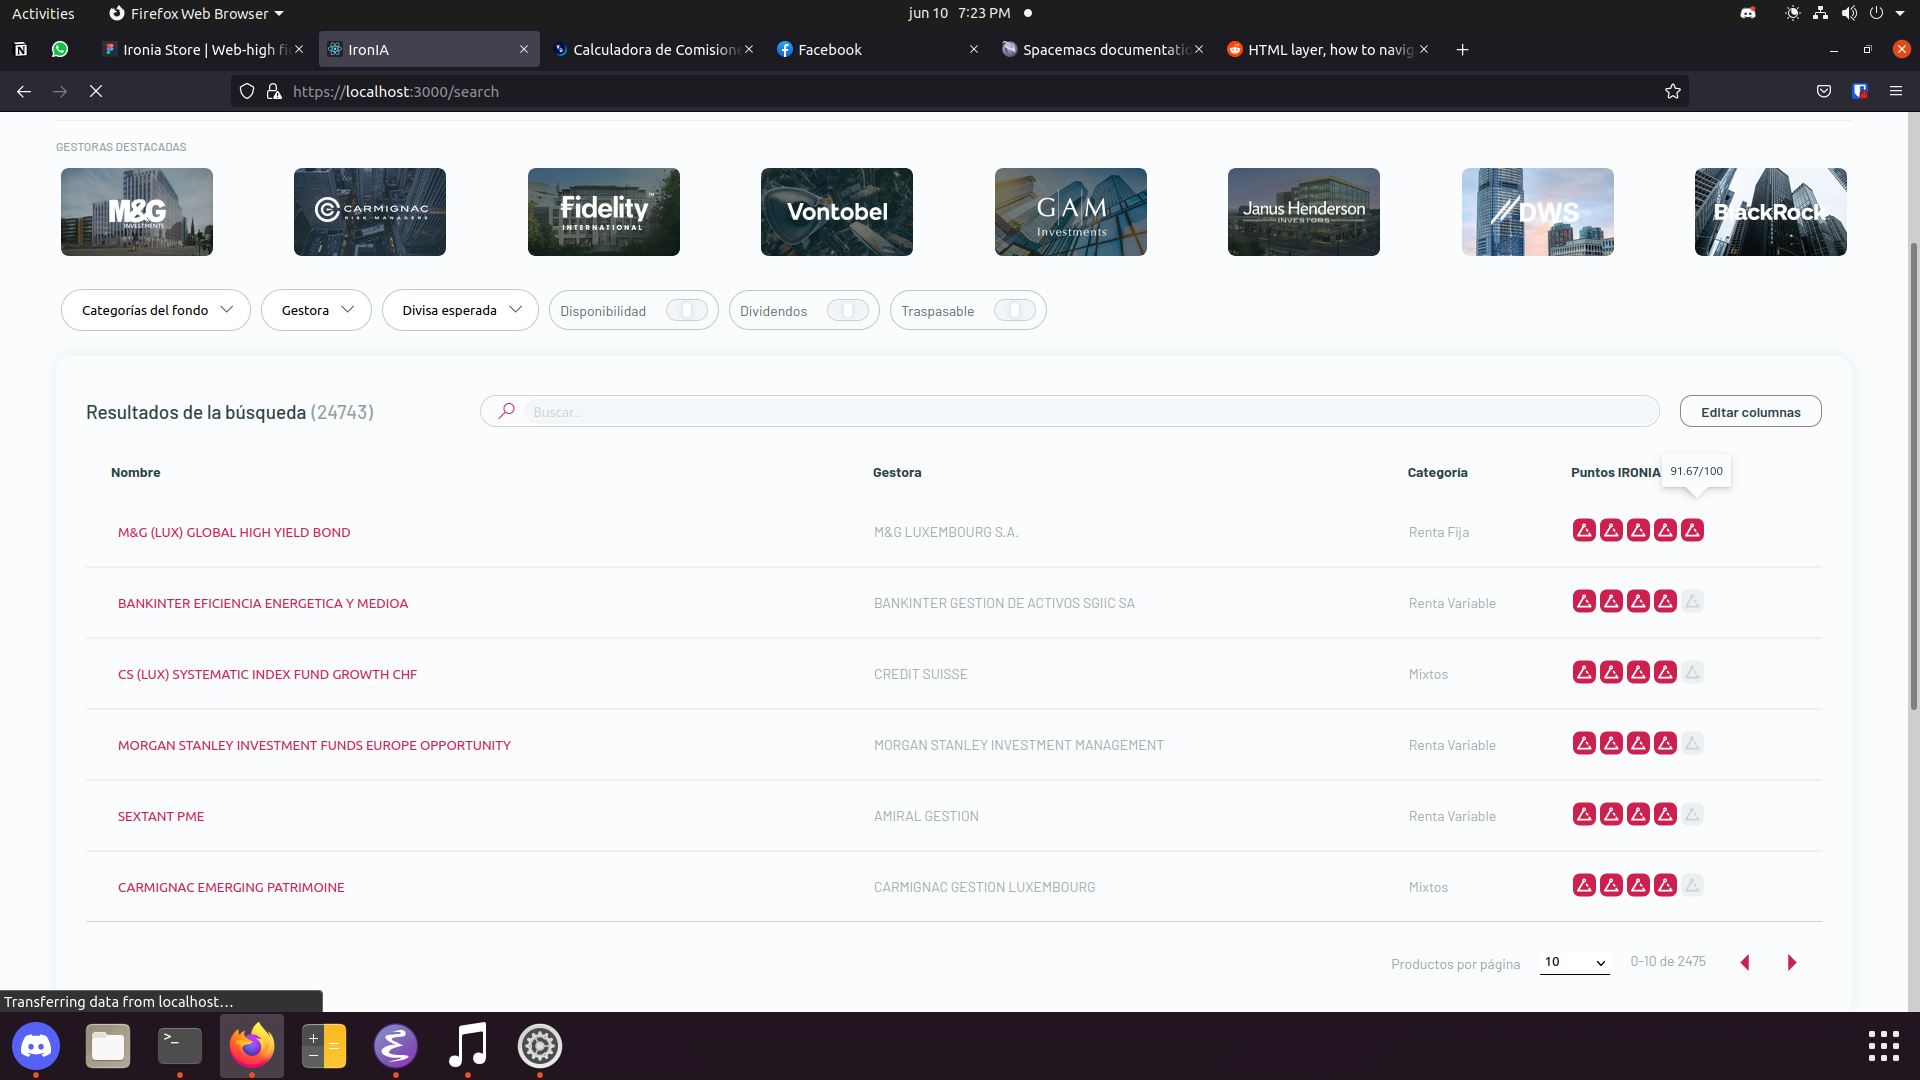 Activities
Firefox Web Browser
jun 10 7:23 PM
Ironia Store | Web-high fi
IronIA
Calculadora de Comisione
Facebook
Spacemacs documentatio
HTML layer, how to navig
https://localhost:3000/search
GESTORAS DESTACADAS
M&G
INVESTMENTS
CARMIGNAC
RISK MANAGERS
Fidelity™
INTERNATIONAL
Vontobel
GAM
Investments
Janus Henderson
INVESTORS
DWS
BlackRock
Categorías del fondo
Gestora
Divisa esperada
Disponibilidad
Dividendos
Traspasable
Resultados de la búsqueda (24743)
Buscar...
Editar columnas
Nombre
Gestora
Categoría
Puntos IRONIA
91.67/100
M&G (LUX) GLOBAL HIGH YIELD BOND
M&G LUXEMBOURG S.A.
Renta Fija
BANKINTER EFICIENCIA ENERGETICA Y MEDIOA
BANKINTER GESTION DE ACTIVOS SGIIC SA
Renta Variable
CS (LUX) SYSTEMATIC INDEX FUND GROWTH CHF
CREDIT SUISSE
Mixtos
MORGAN STANLEY INVESTMENT FUNDS EUROPE OPPORTUNITY
MORGAN STANLEY INVESTMENT MANAGEMENT
Renta Variable
SEXTANT PME
AMIRAL GESTION
Renta Variable
CARMIGNAC EMERGING PATRIMOINE
CARMIGNAC GESTION LUXEMBOURG
Mixtos
Productos por página
10
0-10 de 2475
Transferring data from localhost…